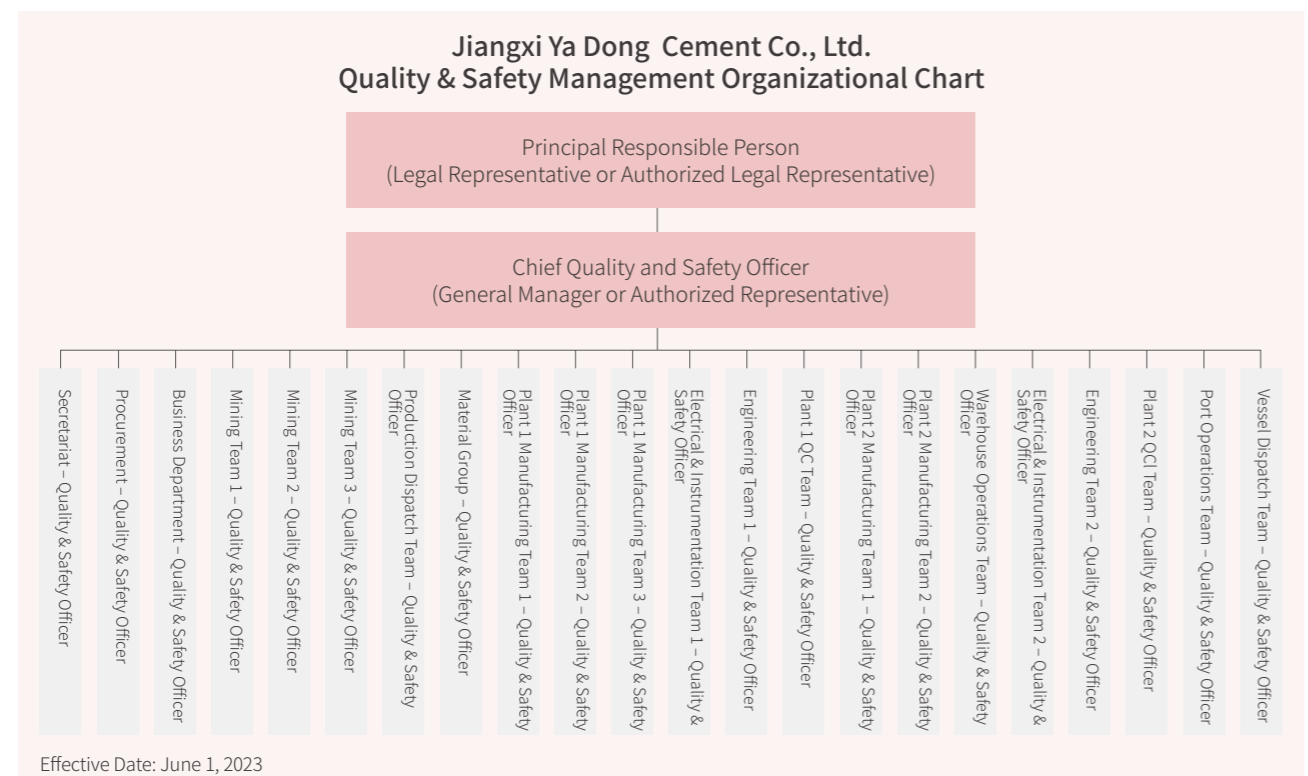 Jiangxi Ya Dong Cement Co., Ltd.
Quality & Safety Management Organizational Chart
Principal Responsible Person
(Legal Representative or Authorized Legal Representative)
Chief Quality and Safety Officer
(General Manager or Authorized Representative)
Secretariat – Quality & Safety Officer
Procurement – Quality & Safety Officer
Business Department – Quality & Safety Officer
Mining Team 1 – Quality & Safety Officer
Mining Team 2 – Quality & Safety Officer
Mining Team 3 – Quality & Safety Officer
Production Dispatch Team – Quality & Safety
Officer
Material Group – Quality & Safety Officer
Plant 1 Manufacturing Team 1 – Quality & Safety
Officer
Plant 1 Manufacturing Team 2 – Quality & Safety
Officer
Plant 1 Manufacturing Team 3 – Quality & Safety
Officer
Electrical & Instrumentation Team 1 – Quality &
Safety Officer
Engineering Team 1 – Quality & Safety Officer
Plant 1 QC Team – Quality & Safety Officer
Plant 2 Manufacturing Team 1 – Quality & Safety
Officer
Plant 2 Manufacturing Team 2 – Quality & Safety
Officer
Warehouse Operations Team – Quality & Safety
Officer
Electrical & Instrumentation Team 2 – Quality &
Safety Officer
Engineering Team 2 – Quality & Safety Officer
Plant 2 QCI Team – Quality & Safety Officer
Port Operations Team – Quality & Safety Officer
Vessel Dispatch Team – Quality & Safety Officer
Effective Date: June 1, 2023